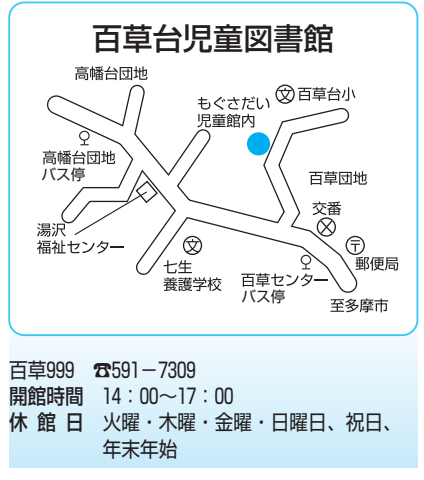 百草台児童図書館
高幡台団地
もぐさだい
児童館内
百草台小
高幡台団地
バス停
百草団地
湯沢
福祉センター
交番
七生
養護学校
百草センター
バス停
郵便局
至多摩市
百草999 ☎591－7309
開館時間 14：00～17：00
休館日 火曜・木曜・金曜・日曜日、祝日、
年末年始